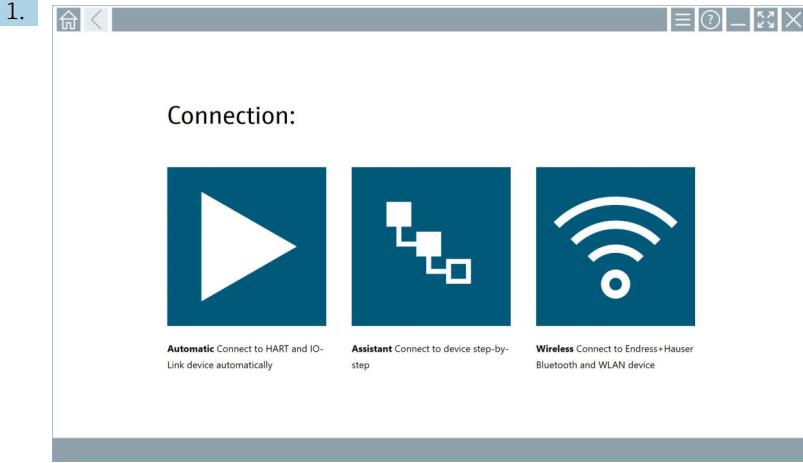 1.
?
Connection:
Automatic Connect to HART and IO-
Link device automatically
Assistant Connect to device step-by-
step
Wireless Connect to Endress+Hauser
Bluetooth and WLAN device